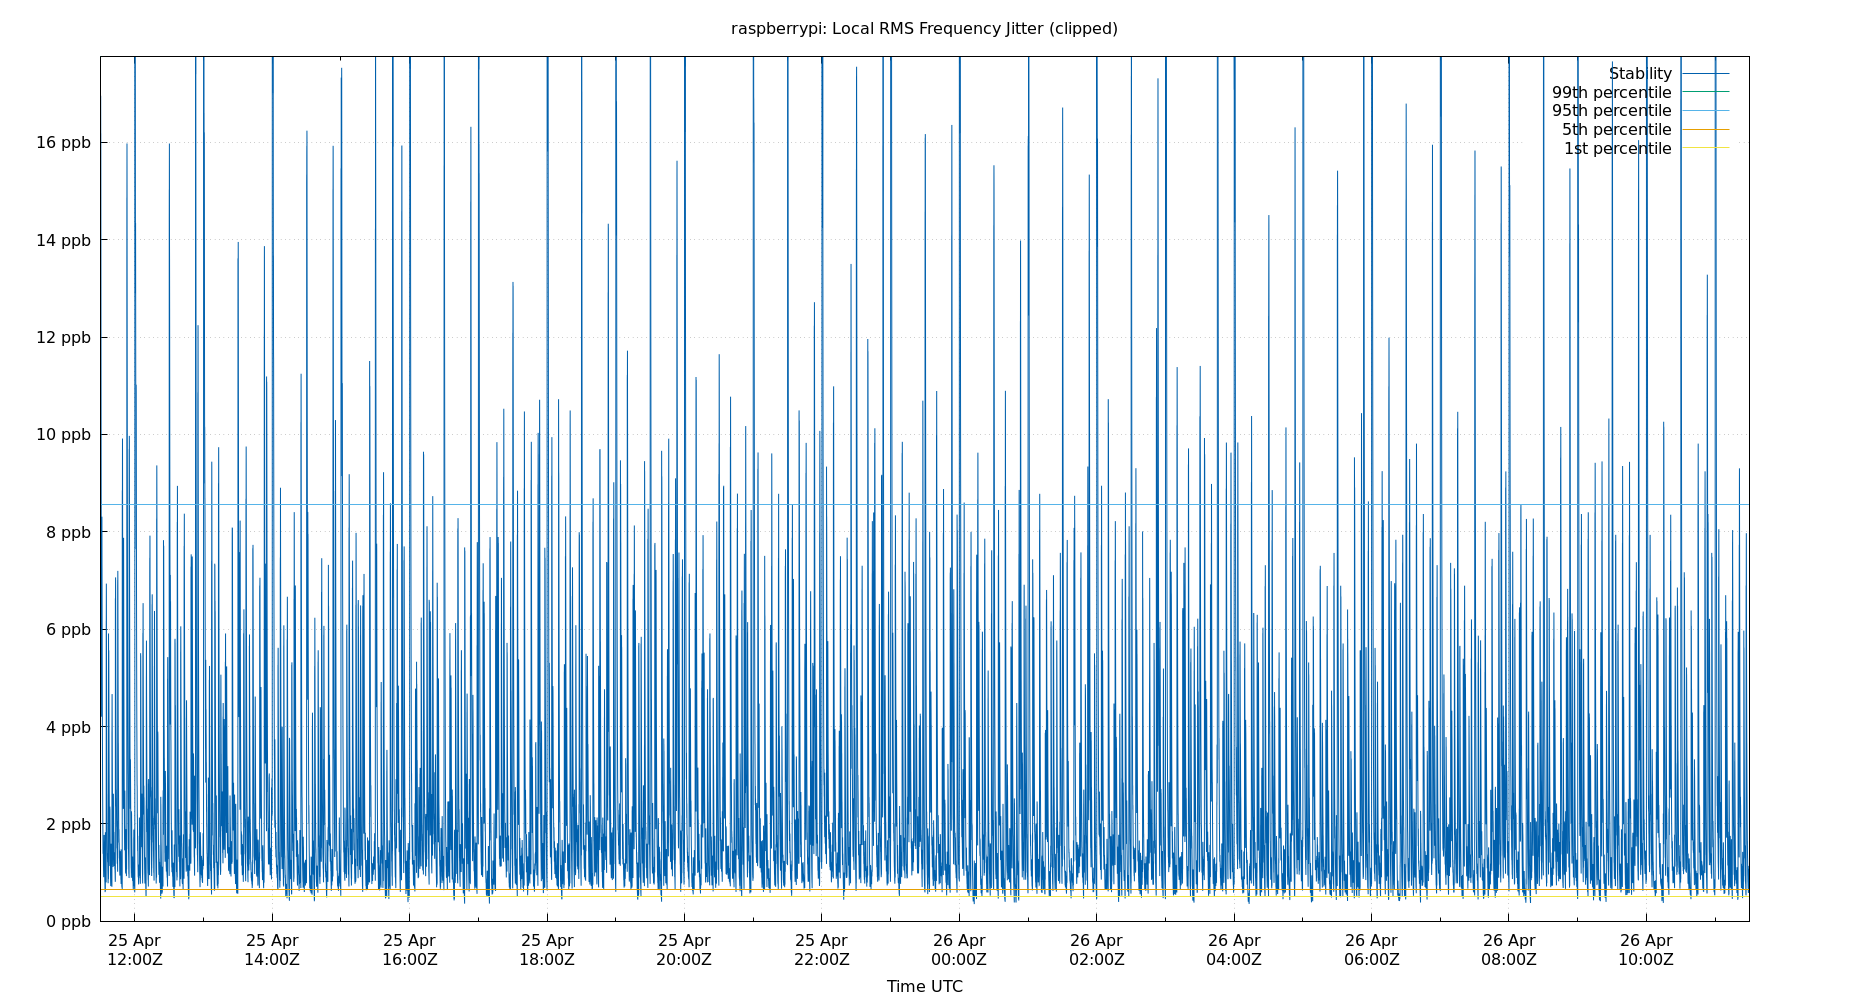 raspberrypi: Local RMS Frequency Jitter (clipped)
Stability
99th percentile
95th percentile
5th percentile
1st percentile
16 ppb
14 ppb
12 ppb
10 ppb
8 ppb
6 ppb
4 ppb
2 ppb
0 ppb
25 Apr 25 Apr 25 Apr 25 Apr 25 Apr 25 Apr 26 Apr 26 Apr 26 Apr 26 Apr 26 Apr 26 Apr
12:00Z 14:00Z 16:00Z 18:00Z 20:00Z 22:00Z 00:00Z 02:00Z 04:00Z 06:00Z 08:00Z 10:00Z
Time UTC